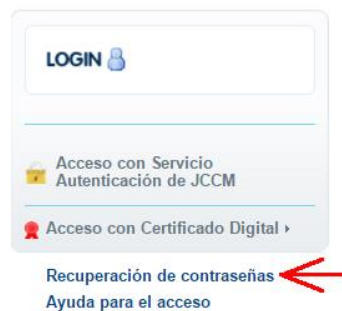 LOGIN
Acceso con Servicio
Autenticación de JCCM
Acceso con Certificado Digital
Recuperación de contraseñas
Ayuda para el acceso